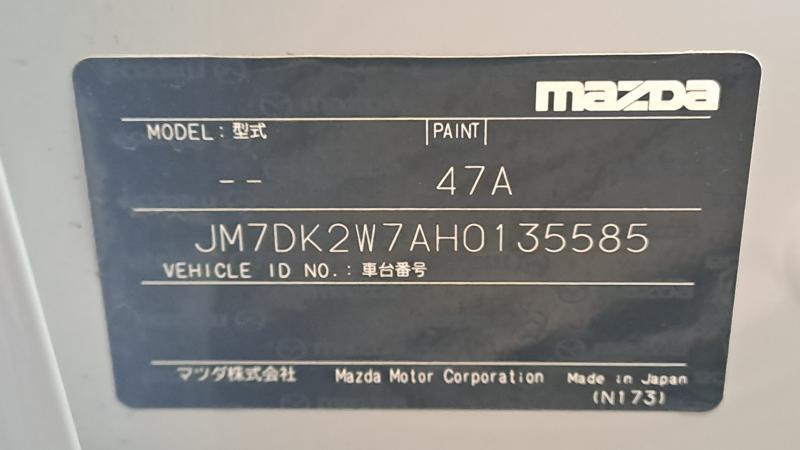 mazda
MODEL : 型式 PAINT
-- 47A
JM7DK2W7AH0135585
VEHICLE ID NO. : 車台番号
マツダ株式会社 Mazda Motor Corporation Made in Japan
(N173)